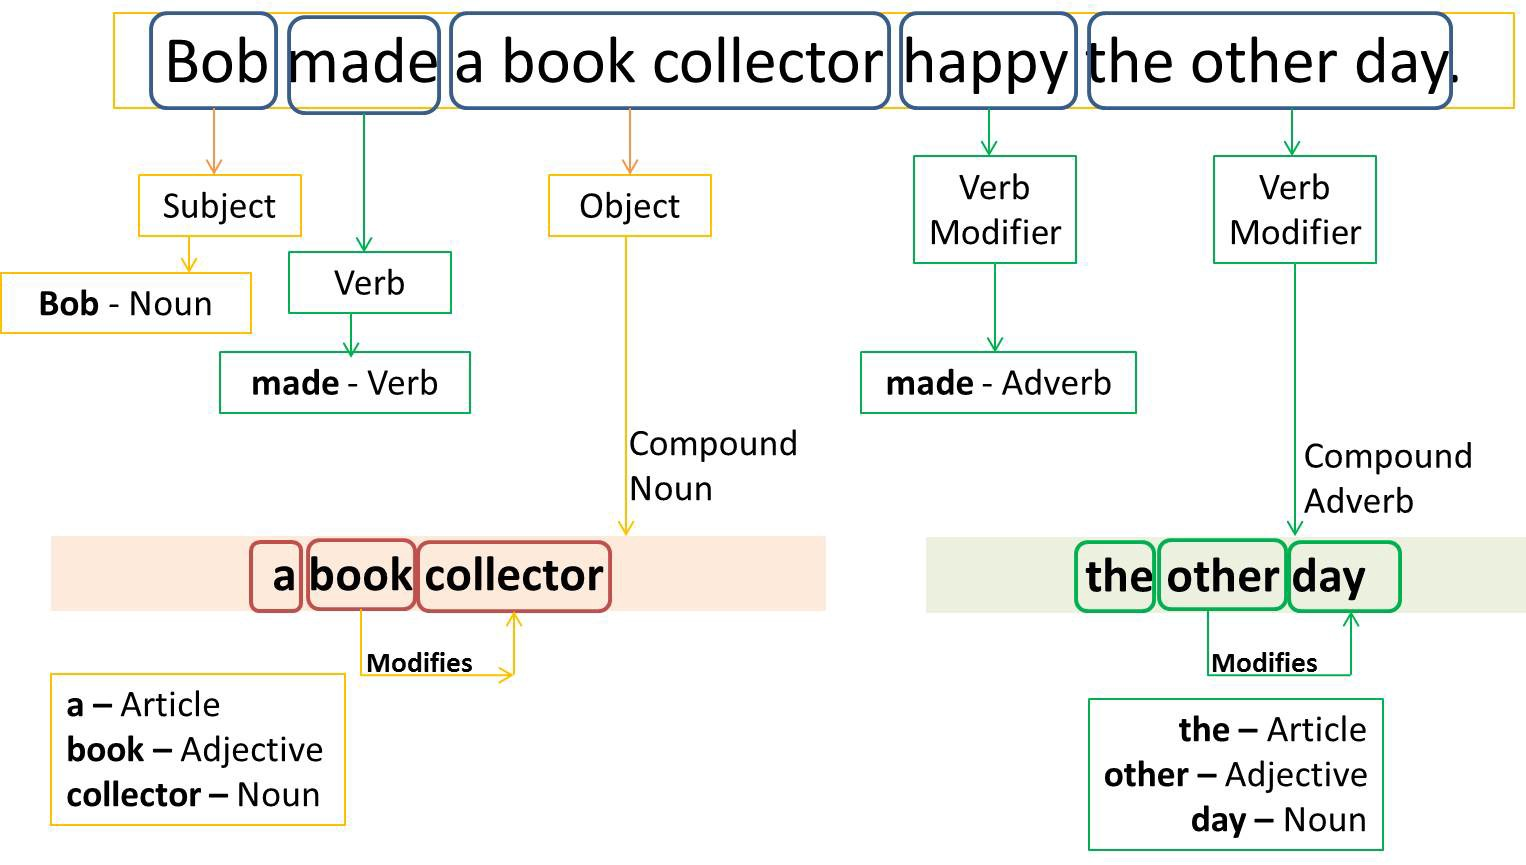 Bob made a book collector happy the other day.
Subject
Object
Verb
Modifier
Verb
Modifier
Bob - Noun
Verb
made - Verb
made - Adverb
Compound
Noun
Compound
Adverb
a book collector
the other day
Modifies
Modifies
a – Article
book – Adjective
collector – Noun
the – Article
other – Adjective
day – Noun